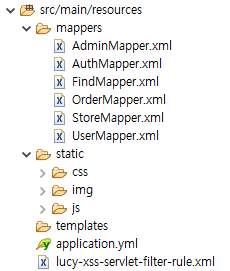 src/main/resources
mappers
AdminMapper.xml
AuthMapper.xml
FindMapper.xml
OrderMapper.xml
StoreMapper.xml
UserMapper.xml
static
css
img
js
templates
application.yml
lucy-xss-servlet-filter-rule.xml